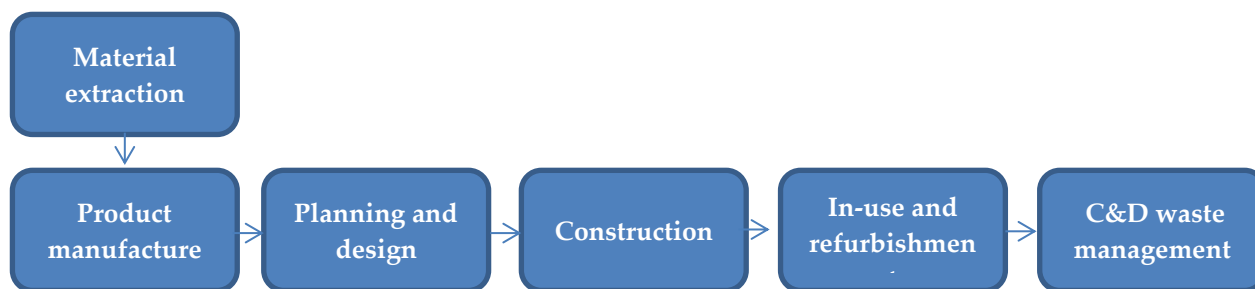 Material
extraction
Product
manufacture
Planning and
design
Construction
In-use and
refurbishmen
C&D waste
management